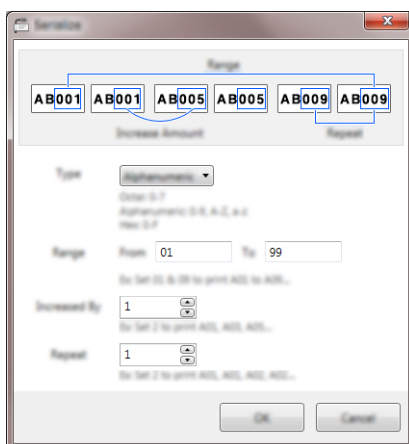 Serialize
Range
AB001 AB001 AB005 AB005 AB009 AB009
Increase Amount Repeat
Type Alphanumeric
Octal: 0-7
Alphanumeric: 0-9, A-Z, a-z
Hex: 0-F
Range From 01 To 99
Ex: Set 01 & 09 to print A01 to A09...
Increased By 1
Ex: Set 2 to print A01, A03, A05...
Repeat 1
Ex: Set 2 to print A01, A01, A02, A02...
OK Cancel